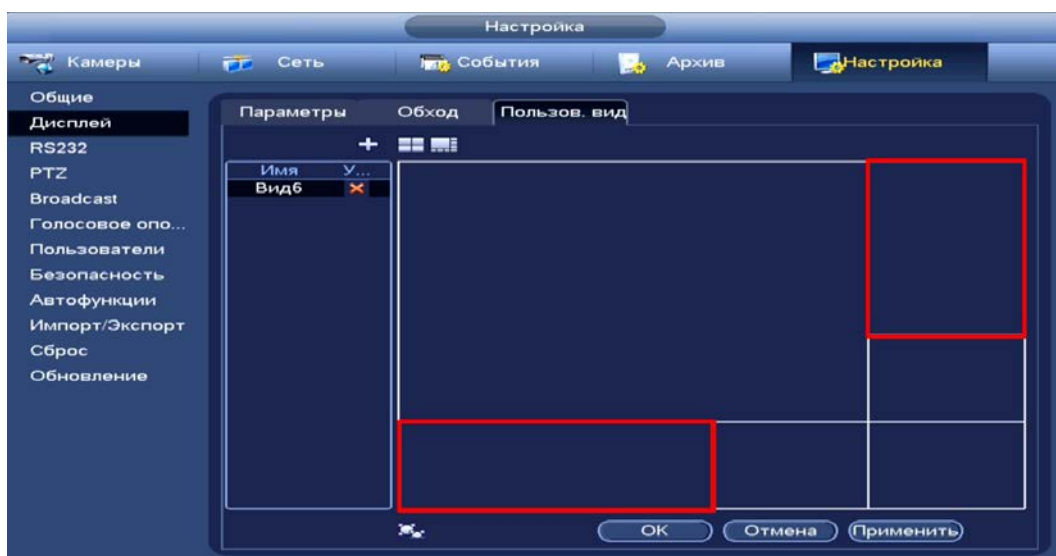 Настройка
Камеры Сеть События Архив Настройка
Общие
Дисплей
RS232
PTZ
Broadcast
Голосовое опо...
Пользователи
Безопасность
Автофункции
Импорт/Экспорт
Сброс
Обновление
Параметры Обход Пользов. вид
Имя У...
Вид6
OK Отмена Применить